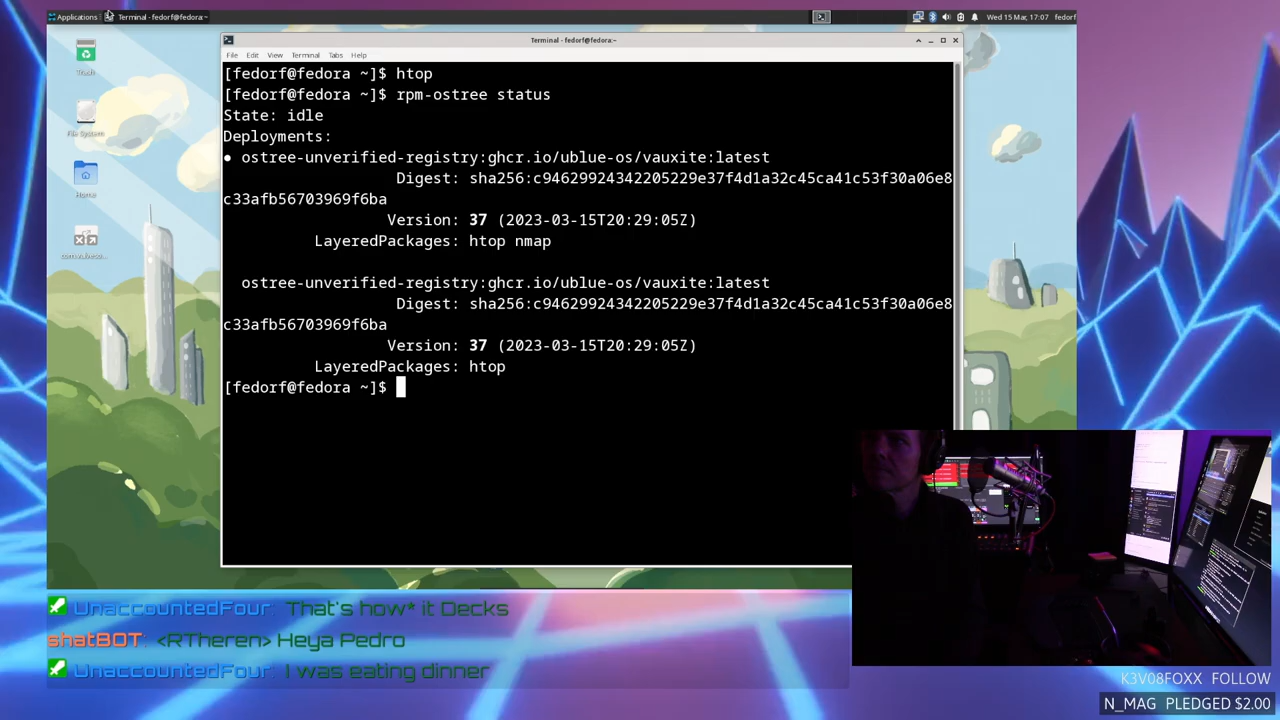 Applications
Terminal - fedorf@fedora:~
Wed 15 Mar, 17:07
fedorf
Trash
File System
Home
com.valveso...
Terminal - fedorf@fedora:~
File Edit View Terminal Tabs Help
[fedorf@fedora ~]$ htop
[fedorf@fedora ~]$ rpm-ostree status
State: idle
Deployments:
● ostree-unverified-registry:ghcr.io/ublue-os/vauxite:latest
Digest: sha256:c94629924342205229e37f4d1a32c45ca41c53f30a06e8
c33afb56703969f6ba
Version: 37 (2023-03-15T20:29:05Z)
LayeredPackages: htop nmap
ostree-unverified-registry:ghcr.io/ublue-os/vauxite:latest
Digest: sha256:c94629924342205229e37f4d1a32c45ca41c53f30a06e8
c33afb56703969f6ba
Version: 37 (2023-03-15T20:29:05Z)
LayeredPackages: htop
[fedorf@fedora ~]$
UnaccountedFour: That's how* it Decks
shatBOT: <RTheren> Heya Pedro
UnaccountedFour: I was eating dinner
K3V08FOXX FOLLOW
N_MAG PLEDGED $2.00